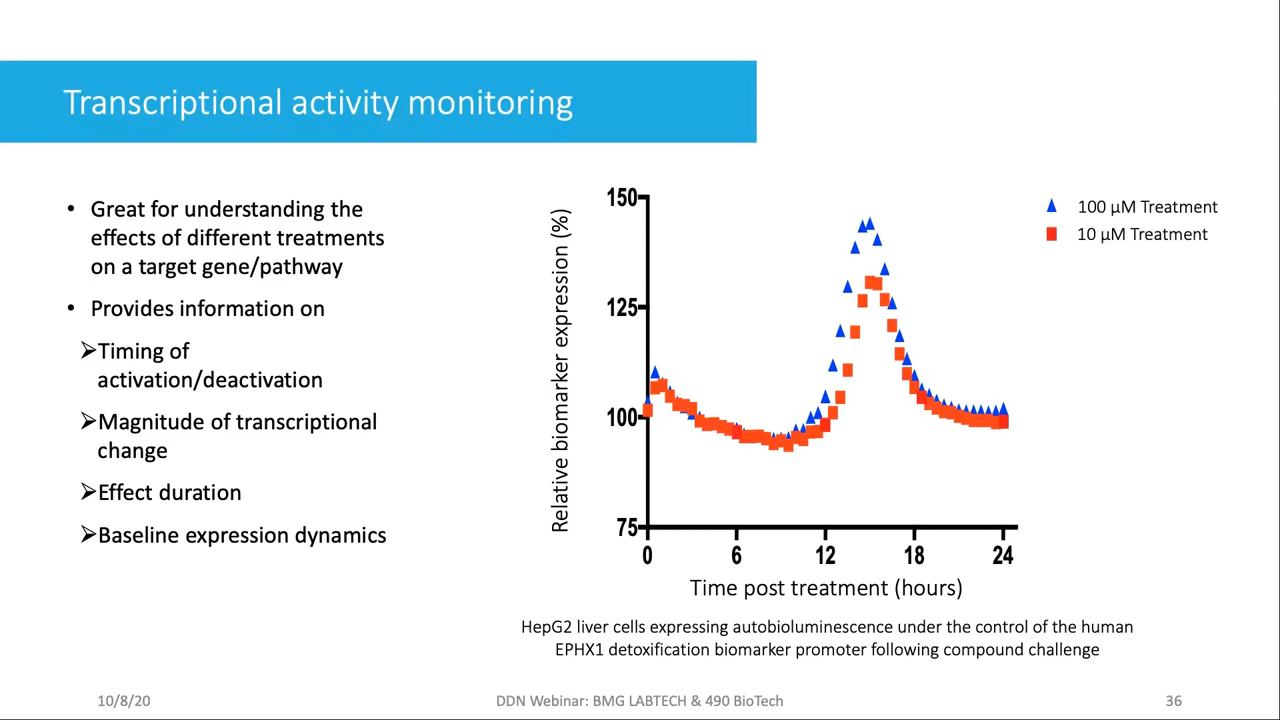 Transcriptional activity monitoring
• Great for understanding the
effects of different treatments
on a target gene/pathway
• Provides information on
➢Timing of
activation/deactivation
➢Magnitude of transcriptional
change
➢Effect duration
➢Baseline expression dynamics
Relative biomarker expression (%)
150
125
100
75
0 6 12 18 24
Time post treatment (hours)
100 µM Treatment
10 µM Treatment
HepG2 liver cells expressing autobioluminescence under the control of the human
EPHX1 detoxification biomarker promoter following compound challenge
10/8/20
DDN Webinar: BMG LABTECH & 490 BioTech
36